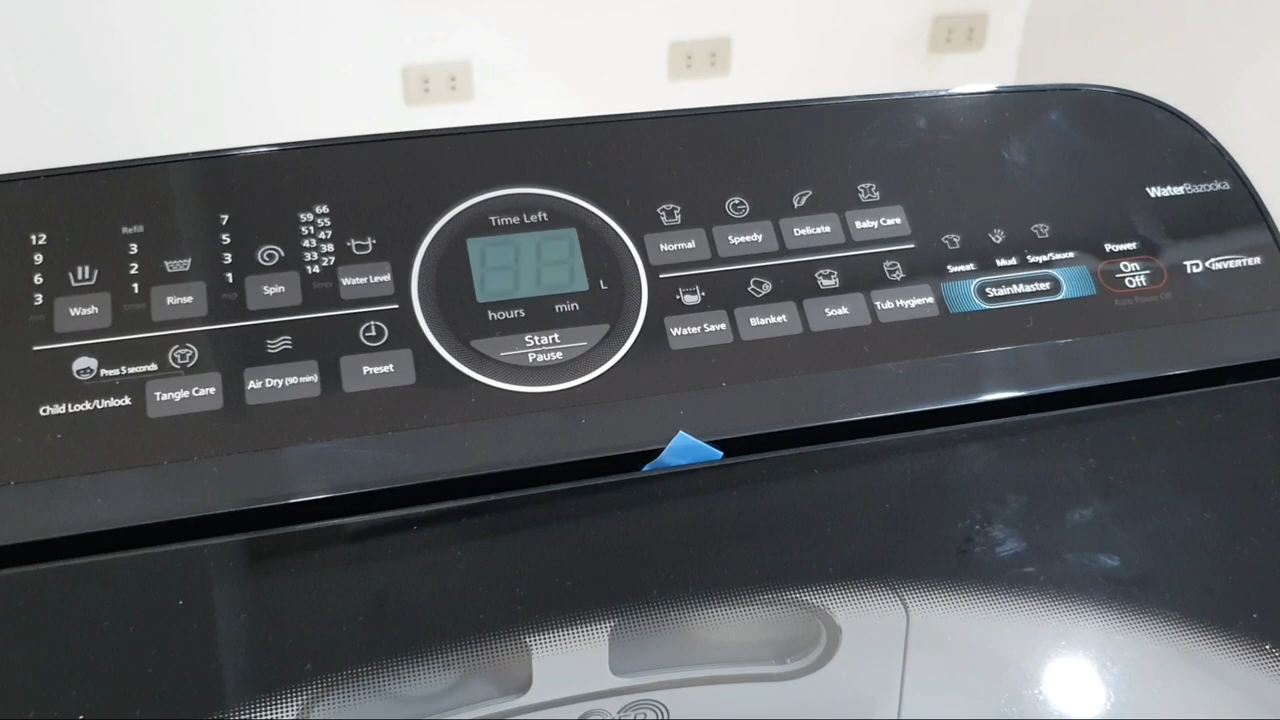 12
9
6
3
Wash
Refill
3
2
1
Rinse
7
5
3
1
Spin
66
59
55
51
47
43
38
33
27
14
Water Level
Press 5 seconds
Child Lock/Unlock
Tangle Care
Air Dry (90 min)
Preset
Time Left
88
L
hours
min
Start
Pause
Normal
Speedy
Delicate
Baby Care
Water Save
Blanket
Soak
Tub Hygiene
Sweat
Mud
Soya/Sauce
StainMaster
Power
On
Off
Auto Power Off
WaterBazooka
TD INVERTER